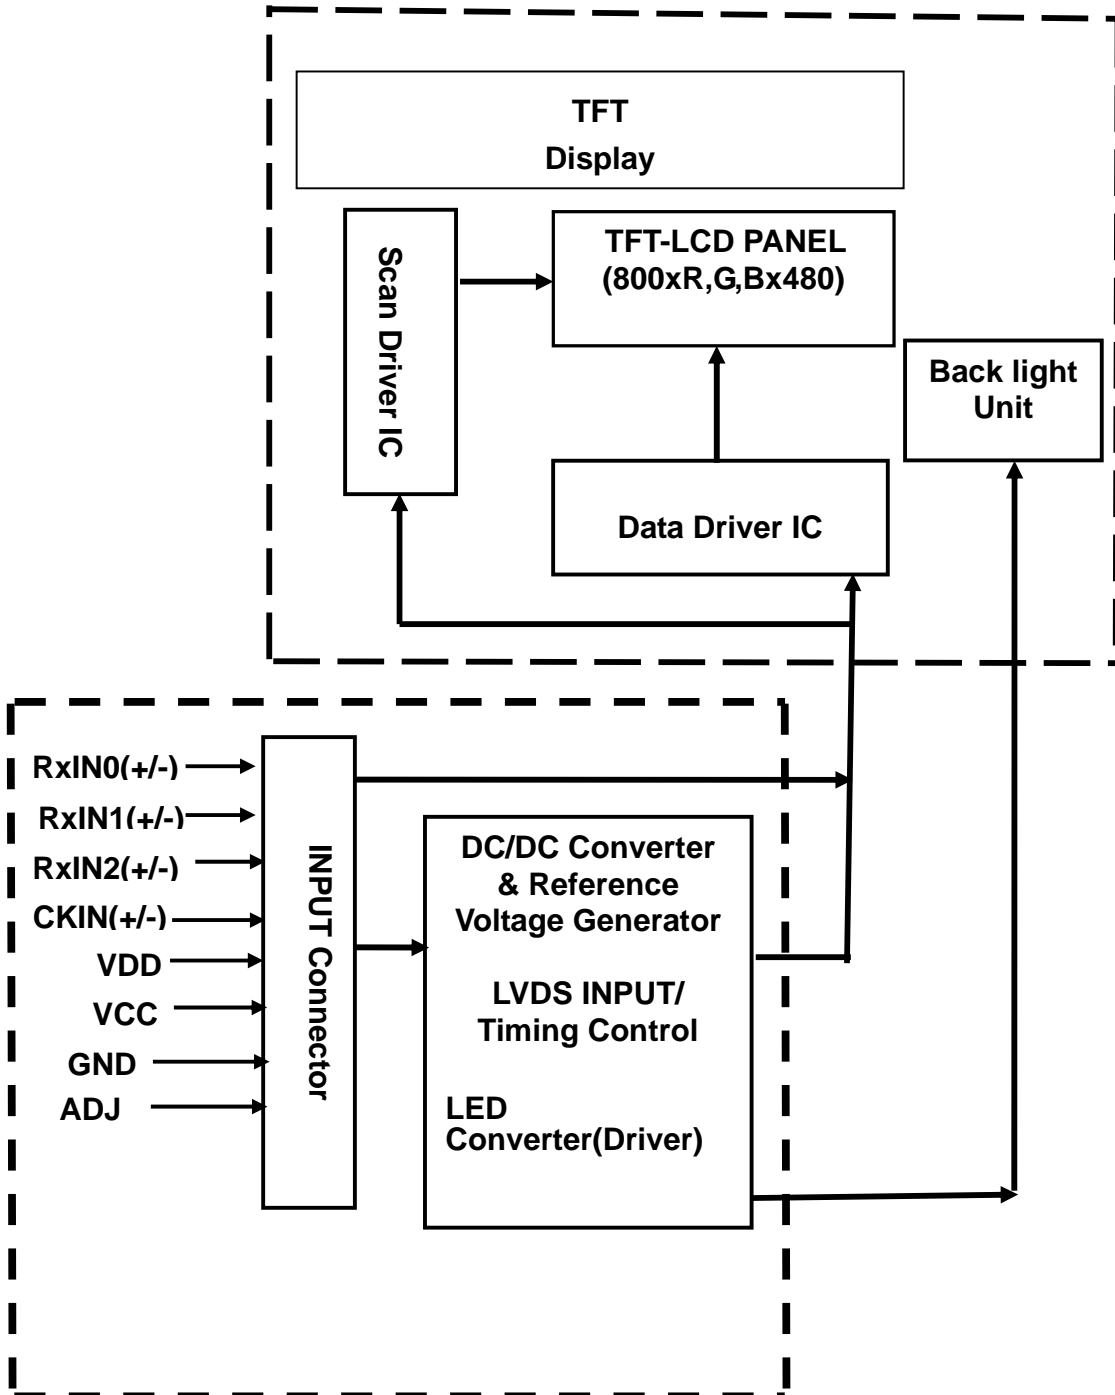 TFT
Display
Scan Driver IC
TFT-LCD PANEL
(800xR,G,Bx480)
Back light
Unit
Data Driver IC
RxIN0(+/-)
RxIN1(+/-)
RxIN2(+/-)
CKIN(+/-)
VDD
VCC
GND
ADJ
INPUT Connector
DC/DC Converter
& Reference
Voltage Generator
LVDS INPUT/
Timing Control
LED
Converter(Driver)